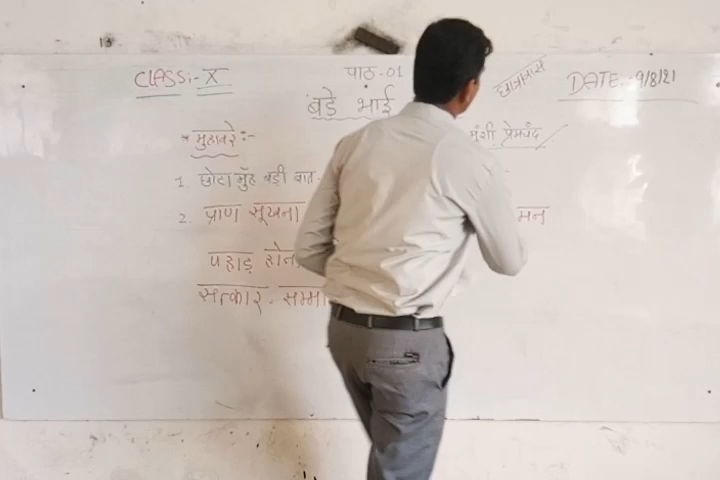 CLASS:- X पाठ-01 DATE:- 9/8/21
बड़े भाई
* मुहावरे :- मुंशी प्रेमचंद
1. छोटा मुँह बड़ी बात -
2. प्राण सूखना मन
पहाड़ होना
सत्कार - सम्मा